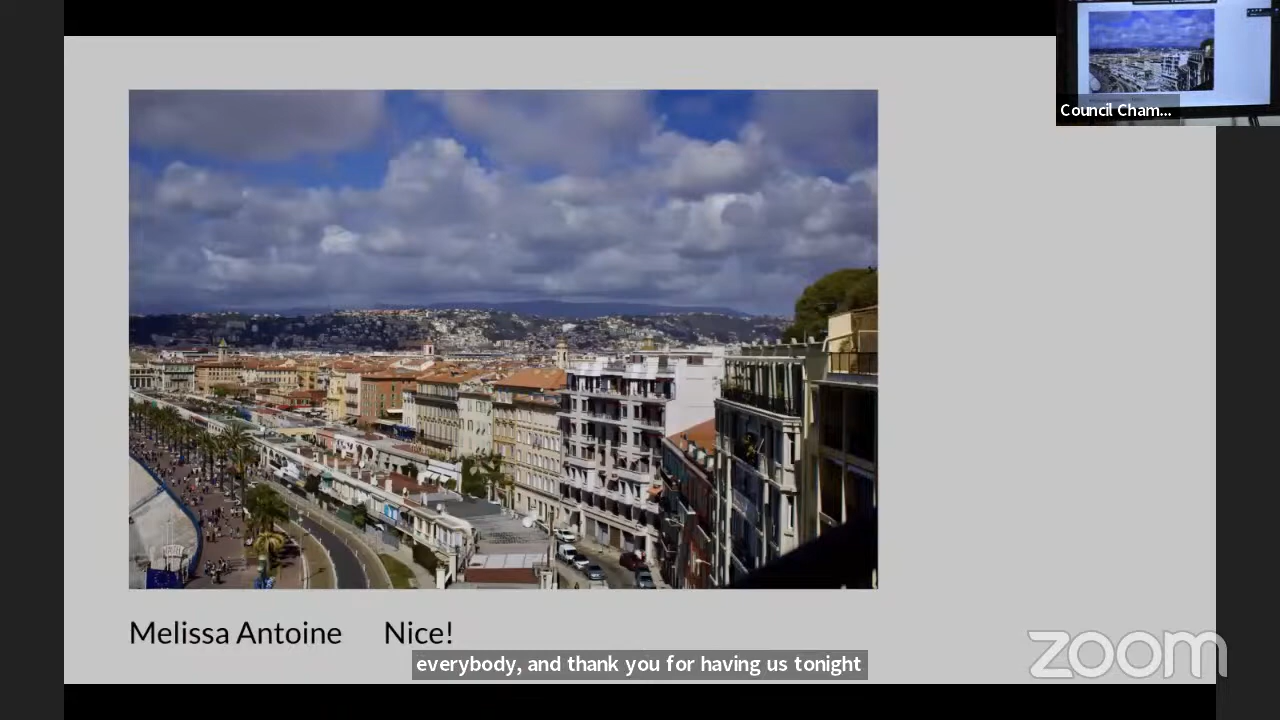 Council Cham...
Melissa Antoine Nice!
everybody, and thank you for having us tonight
zoom